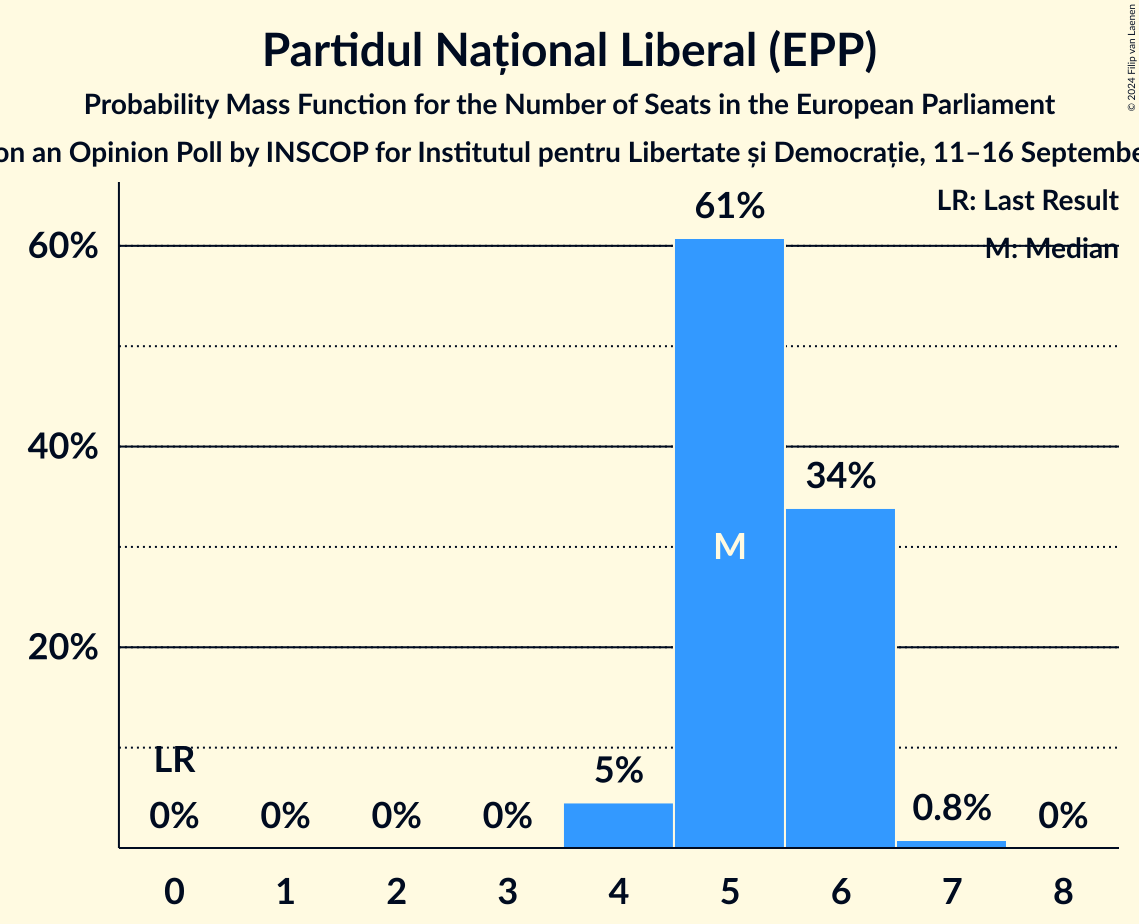 Partidul Național Liberal (EPP)
Probability Mass Function for the Number of Seats in the European Parliament
on an Opinion Poll by INSCOP for Institutul pentru Libertate și Democrație, 11–16 Septembe
© 2024 Filip van Laenen
LR: Last Result
M: Median
60%
40%
20%
61%
34%
M
LR
5%
0.8%
0% 0% 0% 0% 0%
0 1 2 3 4 5 6 7 8